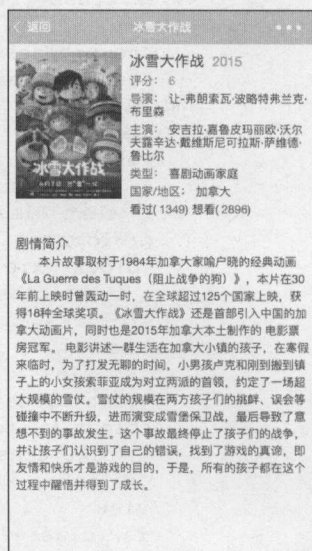 返回
冰雪大作战
冰雪大作战 2015
评分： 6
导演： 让-弗朗索瓦·波略特弗兰克·
布里森
主演： 安吉拉·嘉鲁皮玛丽欧·沃尔
夫露辛达·戴维斯尼可拉斯·萨维德·
鲁比尔
类型： 喜剧动画家庭
国家/地区： 加拿大
看过( 1349) 想看( 2896)
冰雪大作战
剧情简介
本片故事取材于1984年加拿大家喻户晓的经典动画
《La Guerre des Tuques（阻止战争的狗）》，本片在30
年前上映时曾轰动一时，在全球超过125个国家上映，获
得18种全球奖项。《冰雪大作战》还是首部引入中国的加
拿大动画片，同时也是2015年加拿大本土制作的 电影票
房冠军。 电影讲述一群生活在加拿大小镇的孩子，在寒假
来临时，为了打发无聊的时间，小男孩卢克和刚到搬到镇
子上的小女孩索菲亚成为对立两派的首领，约定了一场超
大规模的雪仗。雪仗的规模在两方孩子们的挑衅、误会等
碰撞中不断升级，进而演变成雪堡保卫战，最后导致了意
想不到的事故发生。这个事故最终停止了孩子们的战争，
并让孩子们认识到了自己的错误，找到了游戏的真谛，即
友情和快乐才是游戏的目的，于是，所有的孩子都在这个
过程中醒悟并得到了成长。